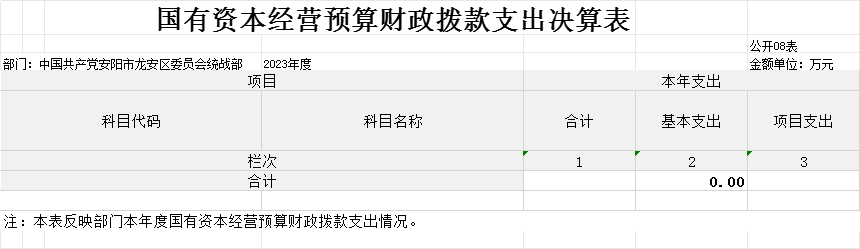 国有资本经营预算财政拨款支出决算表
公开08表
部门：中国共产党安阳市龙安区委员会统战部 2023年度 金额单位：万元
项目 本年支出
科目代码 科目名称 合计 基本支出 项目支出
栏次 1 2 3
合计 0.00
注：本表反映部门本年度国有资本经营预算财政拨款支出情况。